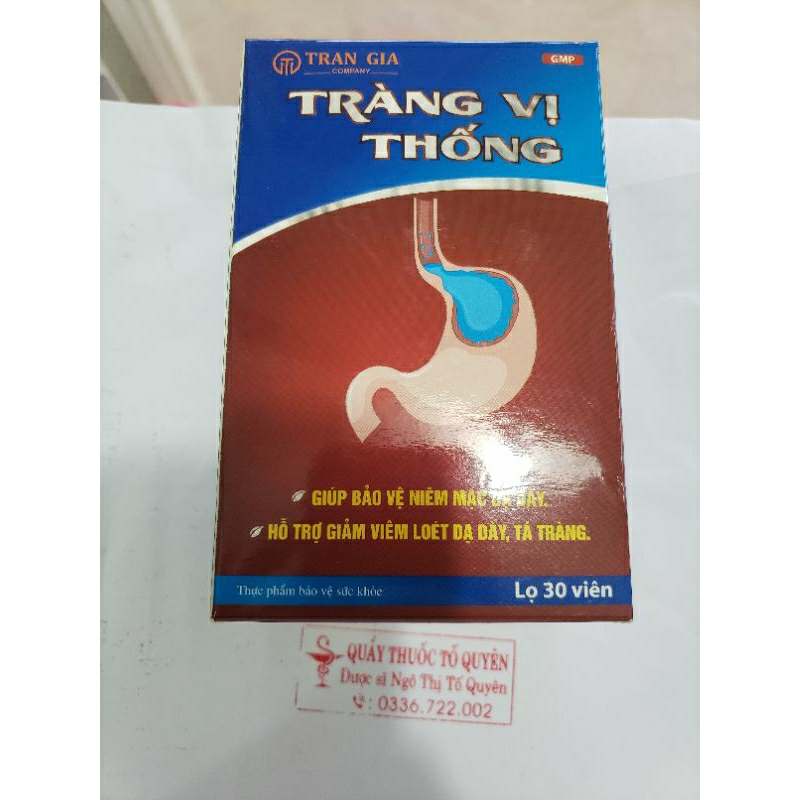 TRAN GIA
COMPANY
GMP
TRÀNG VỊ
THỐNG
GIÚP BẢO VỆ NIÊM MẠC DẠ DÀY.
HỖ TRỢ GIẢM VIÊM LOÉT DẠ DÀY, TÁ TRÀNG.
Thực phẩm bảo vệ sức khỏe
Lọ 30 viên
QUẦY THUỐC TỐ QUYÊN
Dược sĩ Ngô Thị Tố Quyên
: 0336.722.002